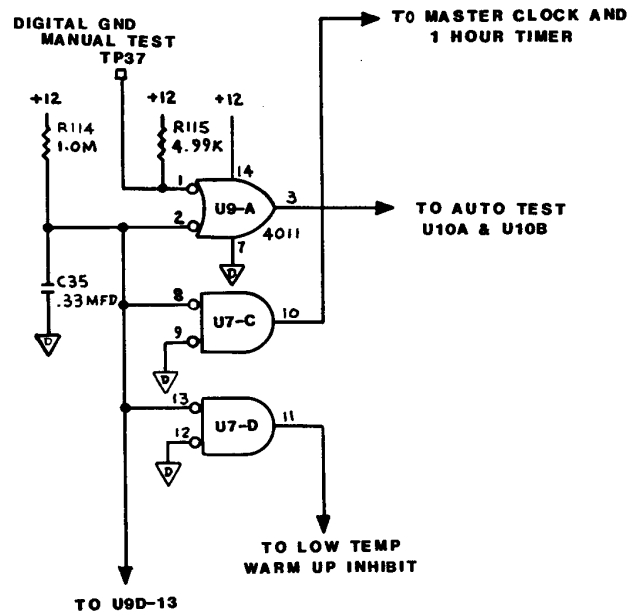 DIGITAL GND
MANUAL TEST
TP37
TO MASTER CLOCK AND
1 HOUR TIMER
+12
+12
+12
R114
1.0M
R115
4.99K
14
1
U9-A
3
2
4011
7
D
TO AUTO TEST
U10A & U10B
C35
.33MFD
D
8
U7-C
10
9
D
13
U7-D
11
12
D
TO LOW TEMP
WARM UP INHIBIT
TO U9D-13